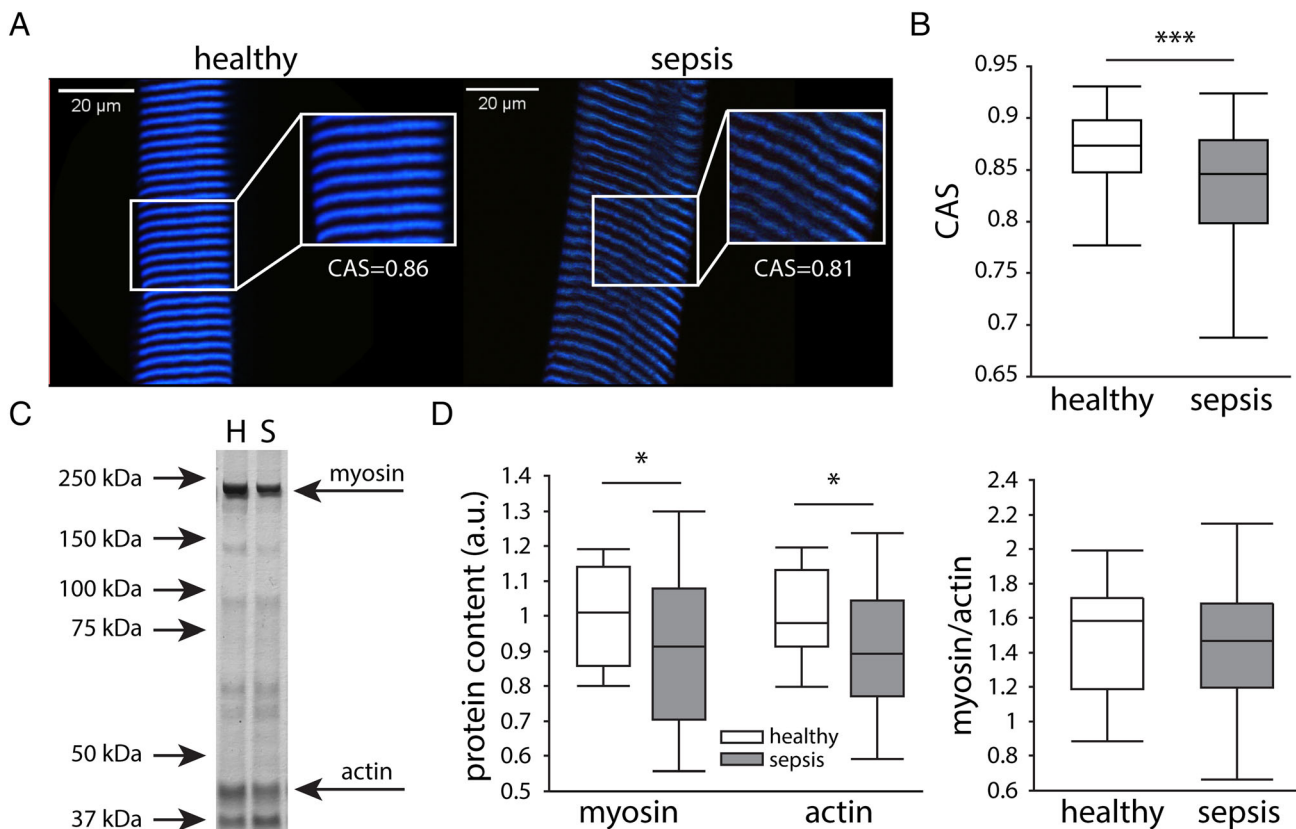 A
healthy
sepsis
20 µm
20 µm
CAS=0.86
CAS=0.81
B
***
0.95
0.9
0.85
0.8
0.75
0.7
0.65
CAS
healthy
sepsis
C
H S
250 kDa
150 kDa
100 kDa
75 kDa
50 kDa
37 kDa
myosin
actin
D
*
*
1.4
1.3
1.2
1.1
1
0.9
0.8
0.7
0.6
0.5
protein content (a.u.)
healthy
sepsis
myosin
actin
2.4
2.2
2
1.8
1.6
1.4
1.2
1
0.8
0.6
myosin/actin
healthy
sepsis